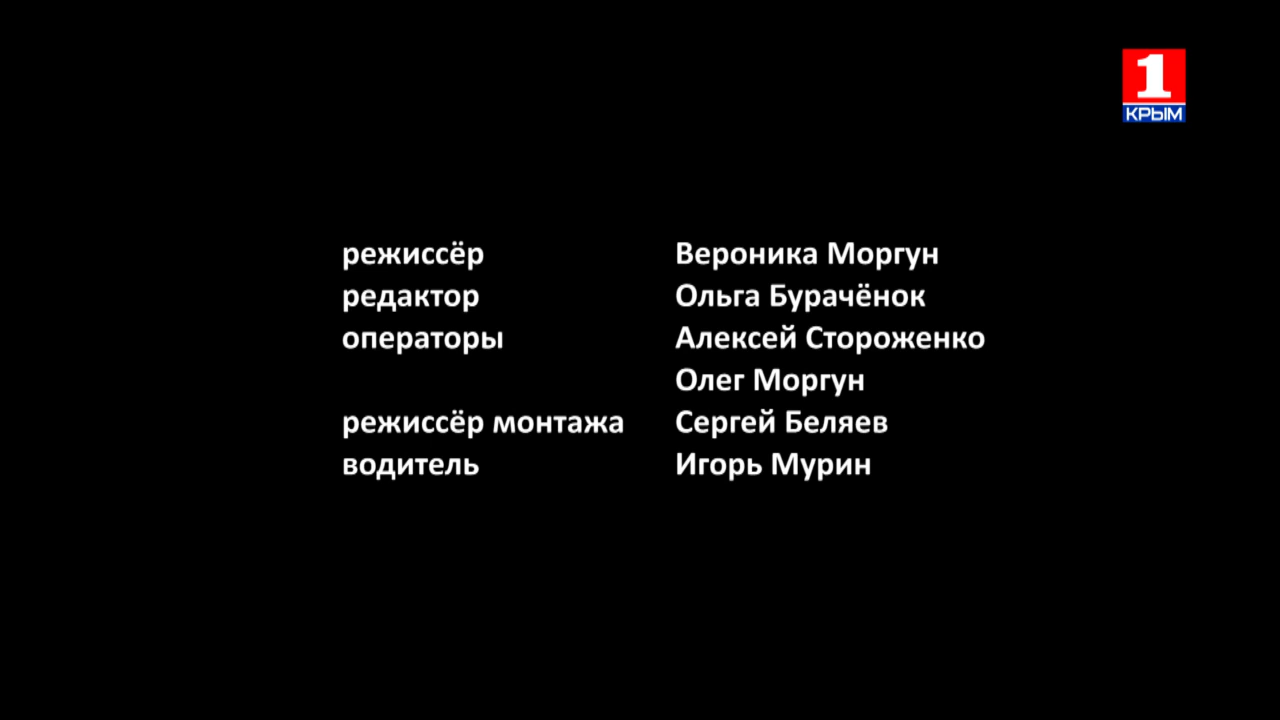 1
КРЫМ
режиссёр Вероника Моргун
редактор Ольга Бурачёнок
операторы Алексей Стороженко
Олег Моргун
режиссёр монтажа Сергей Беляев
водитель Игорь Мурин